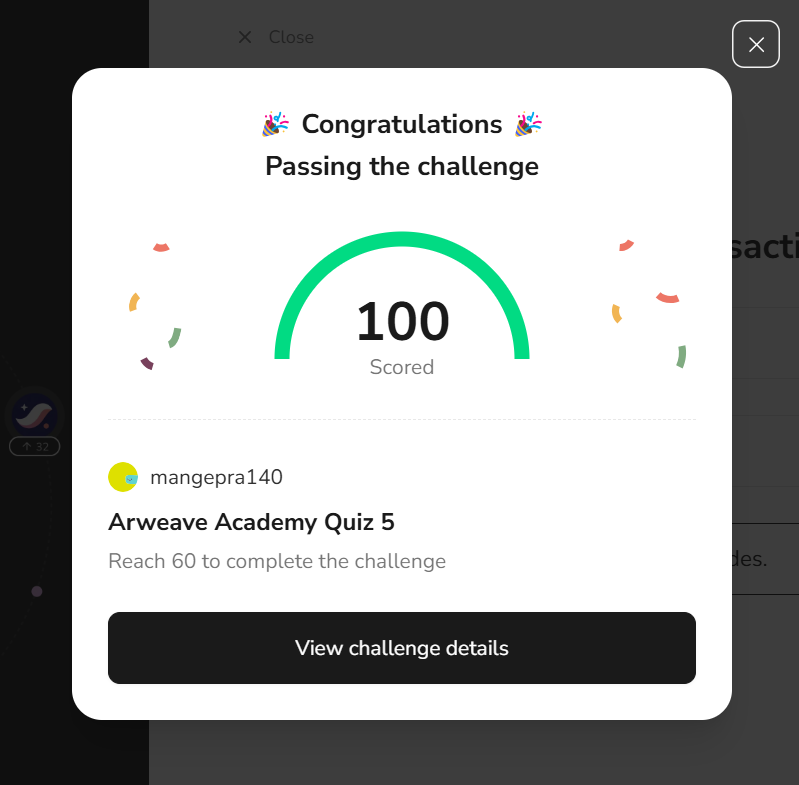 Close
🎉 Congratulations 🎉
Passing the challenge
sacti
100
Scored
32
mangepra140
Arweave Academy Quiz 5
des.
Reach 60 to complete the challenge
View challenge details